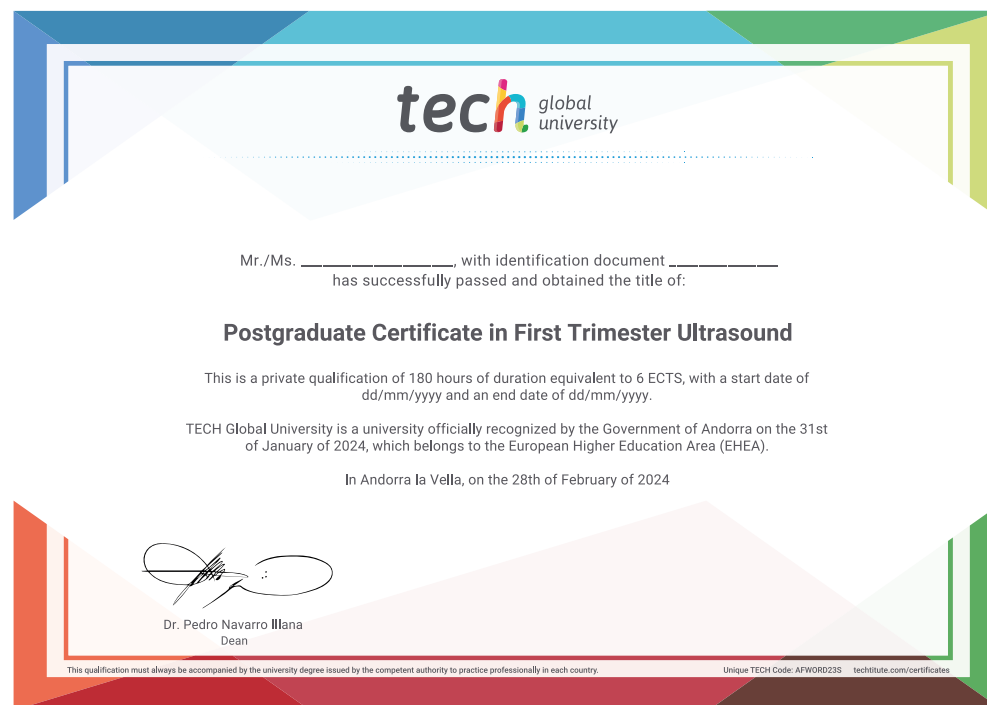 tech global
university
Mr./Ms. __________________, with identification document _____________
has successfully passed and obtained the title of:
Postgraduate Certificate in First Trimester Ultrasound
This is a private qualification of 180 hours of duration equivalent to 6 ECTS, with a start date of
dd/mm/yyyy and an end date of dd/mm/yyyy.
TECH Global University is a university officially recognized by the Government of Andorra on the 31st
of January of 2024, which belongs to the European Higher Education Area (EHEA).
In Andorra la Vella, on the 28th of February of 2024
Dr. Pedro Navarro Illana
Dean
This qualification must always be accompanied by the university degree issued by the competent authority to practice professionally in each country. Unique TECH Code: AFWORD23S techtitute.com/certificates